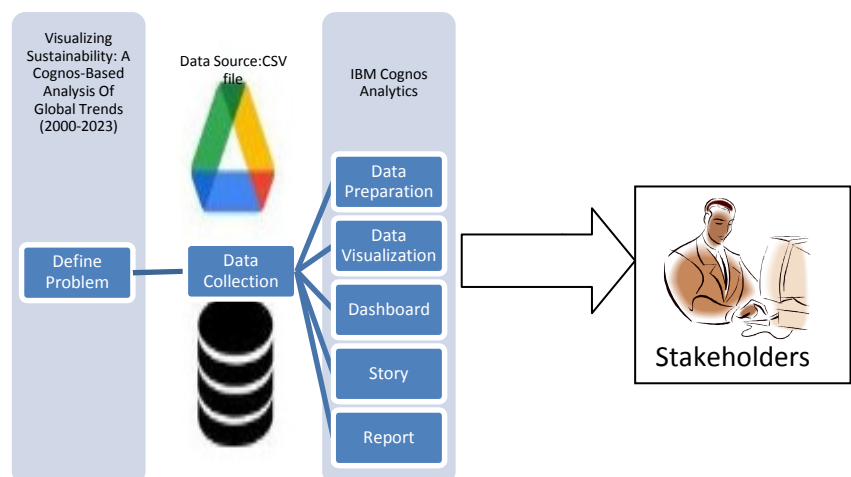 Visualizing
Sustainability: A
Cognos-Based
Analysis Of
Global Trends
(2000-2023)
Define
Problem
Data Source:CSV
file
Data
Collection
IBM Cognos
Analytics
Data
Preparation
Data
Visualization
Dashboard
Story
Report
Stakeholders